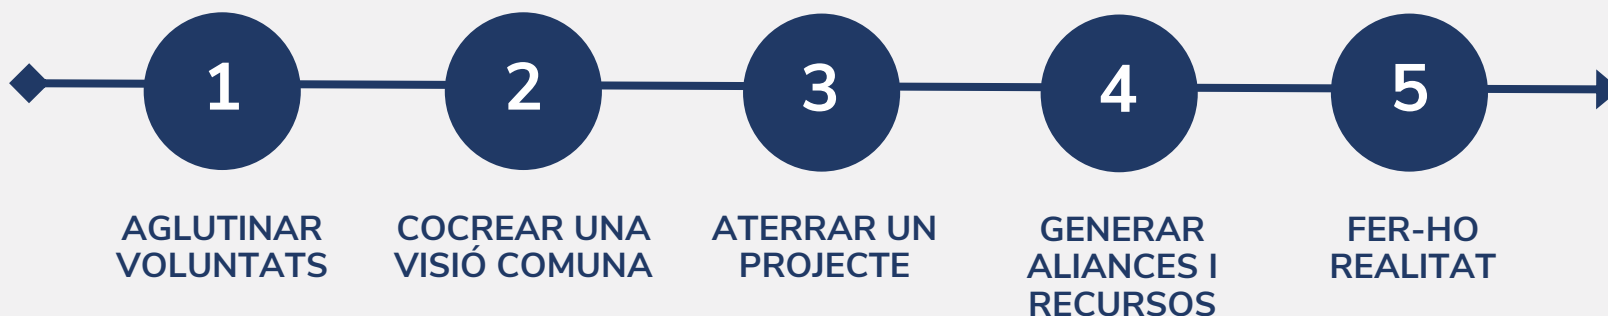 1
2
3
4
5
AGLUTINAR
VOLUNTATS
COCREAR UNA
VISIÓ COMUNA
ATERRAR UN
PROJECTE
GENERAR
ALIANCES I
RECURSOS
FER-HO
REALITAT